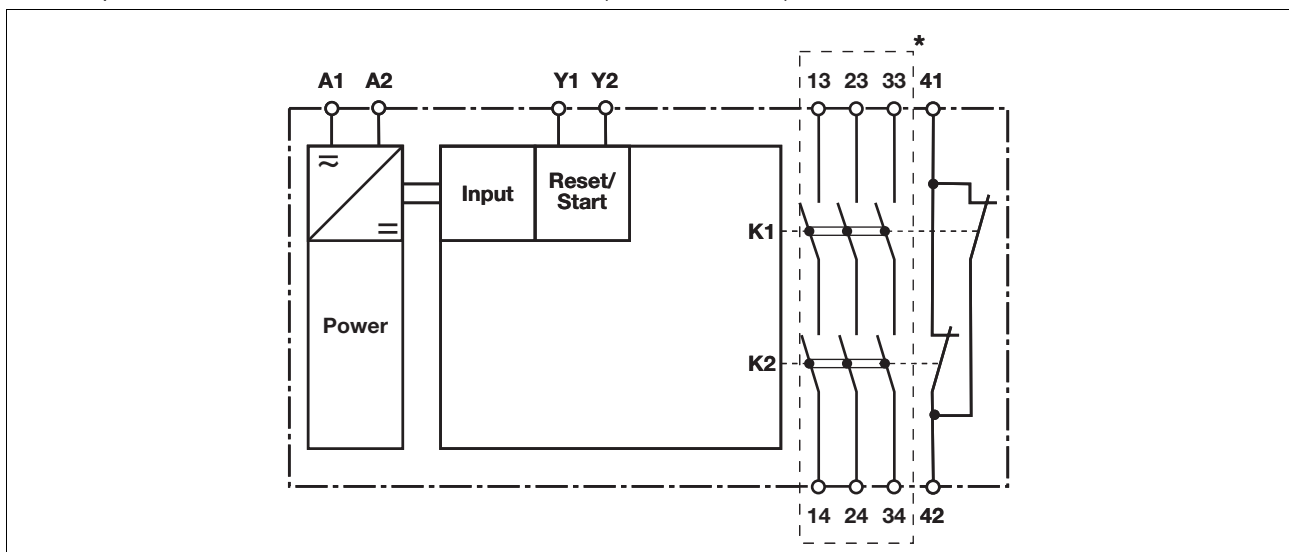 *
A1 A2 Y1 Y2 13 23 33 41
Input
Reset/
Start
K1
Power
K2
14 24 34 42